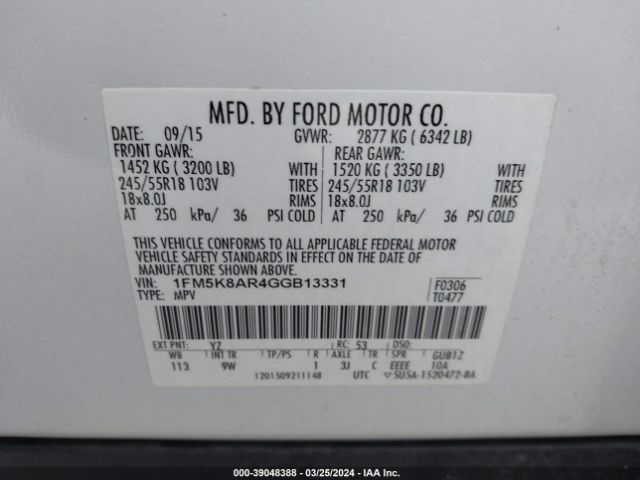 MFD. BY FORD MOTOR CO.
DATE: 09/15 GVWR: 2877 KG ( 6342 LB)
FRONT GAWR: REAR GAWR:
1452 KG ( 3200 LB) WITH 1520 KG ( 3350 LB) WITH
245/55R18 103V TIRES 245/55R18 103V TIRES
18x8.0J RIMS 18x8.0J RIMS
AT 250 kPa/ 36 PSI COLD AT 250 kPa/ 36 PSI COLD
THIS VEHICLE CONFORMS TO ALL APPLICABLE FEDERAL MOTOR
VEHICLE SAFETY STANDARDS IN EFFECT ON THE DATE OF
MANUFACTURE SHOWN ABOVE.
VIN: 1FM5K8AR4GGB13331 F0306
TYPE: MPV T0477
EXT PNT: YZ RC: 53 DSO:
WB INT TR TP/PS R AXLE TR SPR GUB1Z
113 9W 1 3J C EEEE 10A
1201509211148 UTC 5U5A-1520472-BA
000-39048388 - 03/25/2024 - IAA Inc.